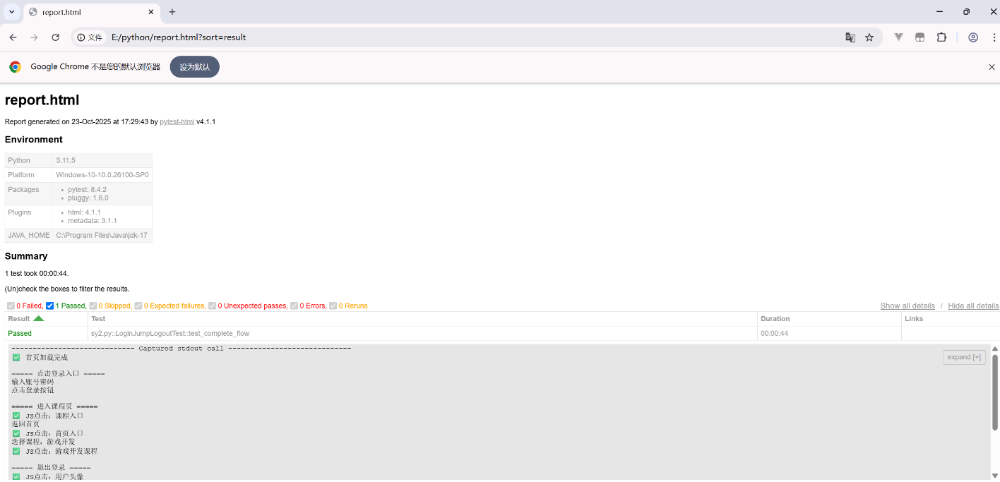 report.html
文件
E:/python/report.html?sort=result
Google Chrome 不是您的默认浏览器
设为默认
report.html
Report generated on 23-Oct-2025 at 17:29:43 by pytest-html v4.1.1
Environment
Python 3.11.5
Platform Windows-10-10.0.26100-SP0
Packages
pytest: 8.4.2
pluggy: 1.6.0
Plugins
html: 4.1.1
metadata: 3.1.1
JAVA_HOME C:\Program Files\Java\jdk-17
Summary
1 test took 00:00:44.
(Un)check the boxes to filter the results.
0 Failed, 1 Passed, 0 Skipped, 0 Expected failures, 0 Unexpected passes, 0 Errors, 0 Reruns
Show all details / Hide all details
Result Test Duration Links
Passed sy2.py::LoginJumpLogoutTest::test_complete_flow 00:00:44
----------------------------- Captured stdout call -----------------------------
expand [+]
✅ 首页加载完成
===== 点击登录入口 =====
输入账号密码
点击登录按钮
===== 进入课程页 =====
✅ JS点击：课程入口
返回首页
✅ JS点击：首页入口
选择课程：游戏开发
✅ JS点击：游戏开发课程
===== 退出登录 =====
✅ JS点击：用户头像